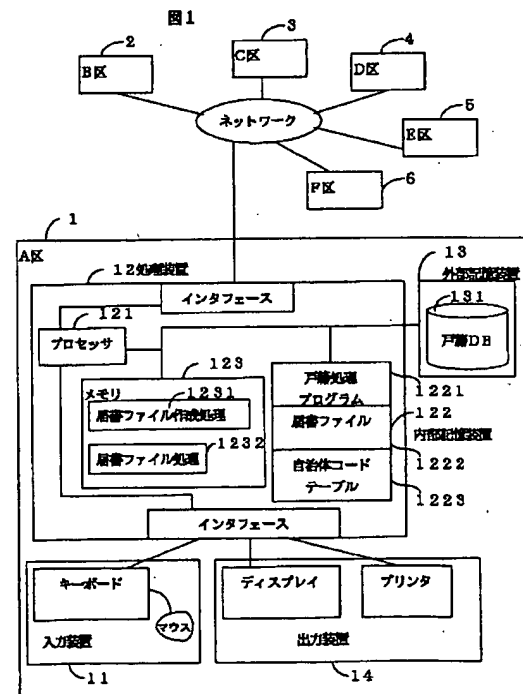 図1
2
B区
3
C区
4
D区
ネットワーク
5
E区
6
F区
1
A区
12処理装置
インタフェース
121
プロセッサ
13
外部記憶装置
131
戸籍DB
123
メモリ
1231
届書ファイル作成処理
1232
届書ファイル処理
戸籍処理
プログラム
1221
届書ファイル
122
内部記憶装置
1222
自治体コード
テーブル
1223
インタフェース
キーボード
マウス
入力装置
11
ディスプレイ
プリンタ
出力装置
14